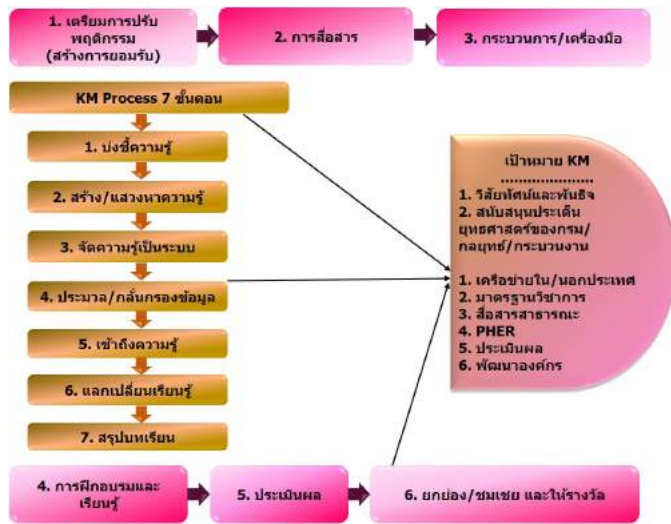 1. เตรียมการปรับ
พฤติกรรม
(สร้างการยอมรับ)
2. การสื่อสาร
3. กระบวนการ/เครื่องมือ
KM Process 7 ขั้นตอน
1. บ่งชี้ความรู้
2. สร้าง/แสวงหาความรู้
3. จัดความรู้เป็นระบบ
4. ประมวล/กลั่นกรองข้อมูล
5. เข้าถึงความรู้
6. แลกเปลี่ยนเรียนรู้
7. สรุปบทเรียน
เป้าหมาย KM
.....................
1. วิสัยทัศน์และพันธิจ
2. สนับสนุนประเด็น
ยุทธศาสตร์ของกรม/
กลยุทธ์/กระบวนงาน
1. เครือข่ายใน/นอกประเทศ
2. มาตรฐานวิชาการ
3. สื่อสารสาธารณะ
4. PHER
5. ประเมินผล
6. พัฒนาองค์กร
4. การฝึกอบรมและ
เรียนรู้
5. ประเมินผล
6. ยกย่อง/ชมเชย และให้รางวัล